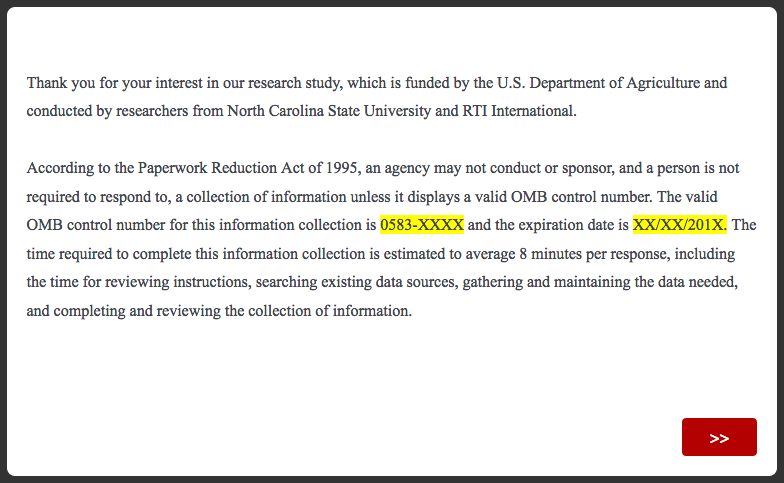 Thank you for your interest in our research study, which is funded by the U.S. Department of Agriculture and
conducted by researchers from North Carolina State University and RTI International.
According to the Paperwork Reduction Act of 1995, an agency may not conduct or sponsor, and a person is not
required to respond to, a collection of information unless it displays a valid OMB control number. The valid
OMB control number for this information collection is 0583-XXXX and the expiration date is XX/XX/201X. The
time required to complete this information collection is estimated to average 8 minutes per response, including
the time for reviewing instructions, searching existing data sources, gathering and maintaining the data needed,
and completing and reviewing the collection of information.
>>